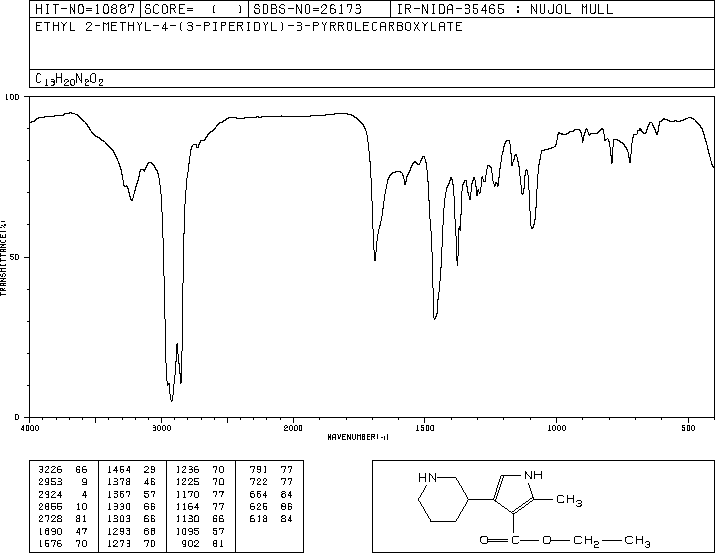 HIT-NO=10887 SCORE= ( ) SDBS-NO=26173 IR-NIDA-35465 : NUJOL MULL
ETHYL 2-METHYL-4-(3-PIPERIDYL)-3-PYRROLECARBOXYLATE
C13H20N2O2
100
50
0
TRANSMITTANCE(%)
4000 3000 2000 1500 1000 500
WAVENUMBER(-1)
3226 66 1464 29 1236 70 791 77
2953 9 1378 46 1225 70 722 77
2924 4 1367 57 1170 77 664 84
2855 10 1330 66 1164 77 626 86
2728 81 1303 66 1130 66 618 84
1690 47 1293 68 1095 57
1576 70 1273 70 902 81
HN NH
CH3
O C O CH2 CH3